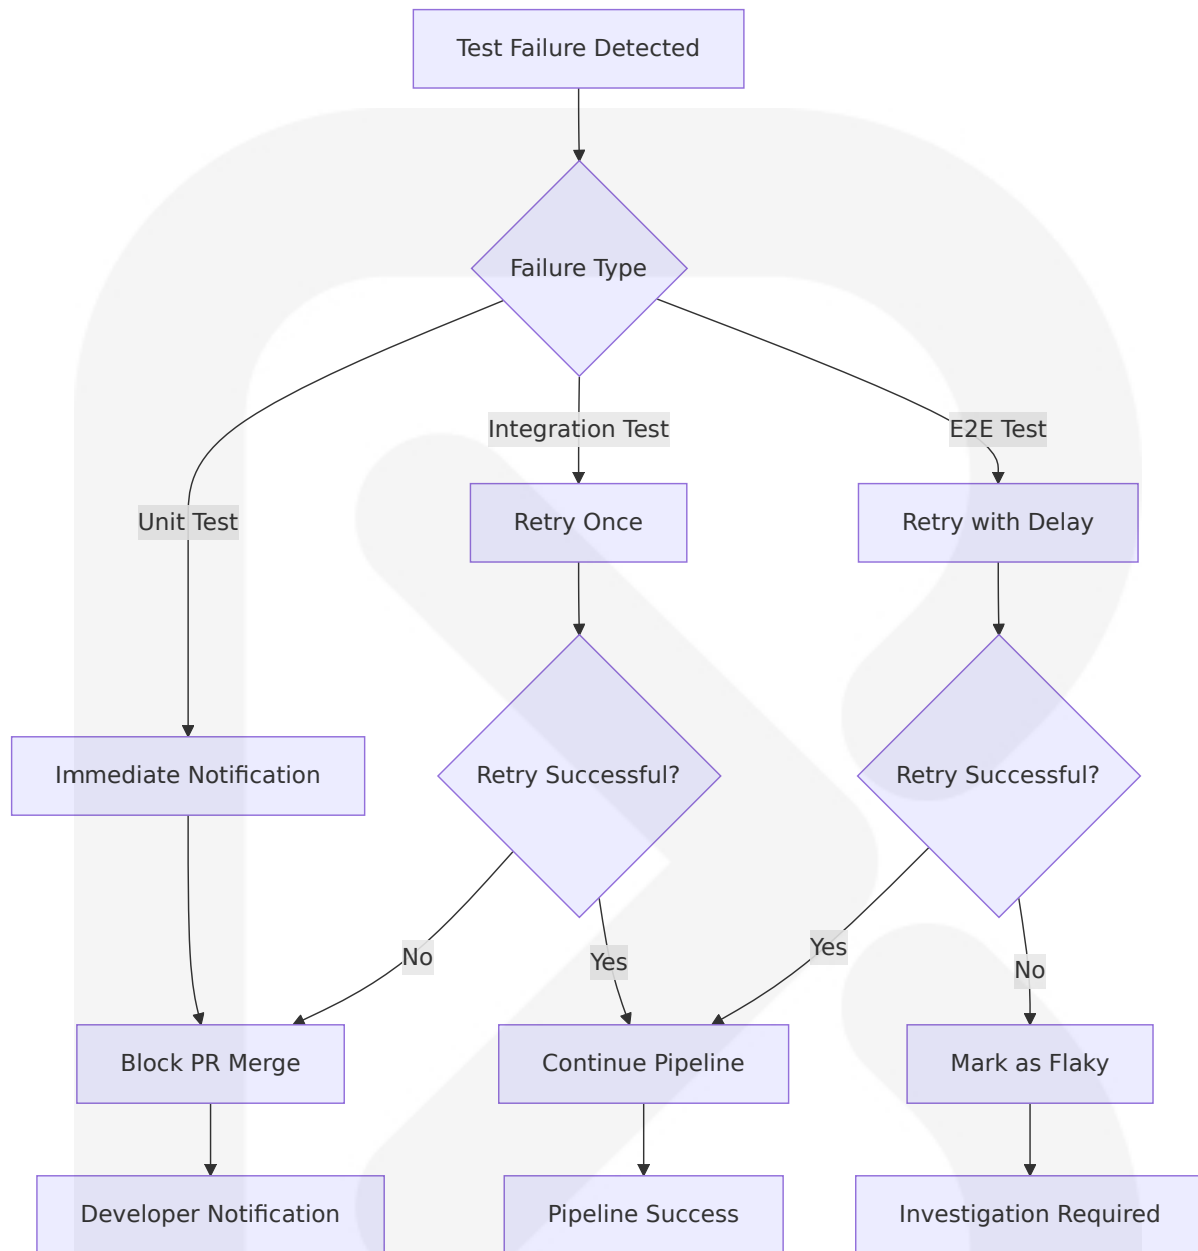 Test Failure Detected
Failure Type
Integration Test
E2E Test
Unit Test
Retry Once
Retry with Delay
Immediate Notification
Retry Successful?
Retry Successful?
No
Yes
Yes
No
Block PR Merge
Continue Pipeline
Mark as Flaky
Developer Notification
Pipeline Success
Investigation Required